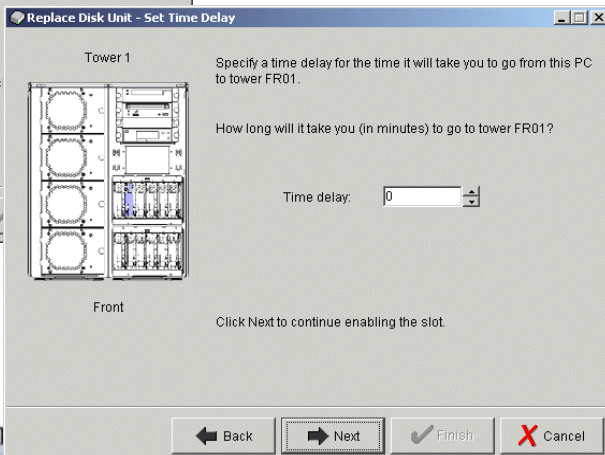 Replace Disk Unit - Set Time Delay
Tower 1
Specify a time delay for the time it will take you to go from this PC
to tower FR01.
How long will it take you (in minutes) to go to tower FR01?
Time delay:
0
Front
Click Next to continue enabling the slot.
Back
Next
Finish
Cancel